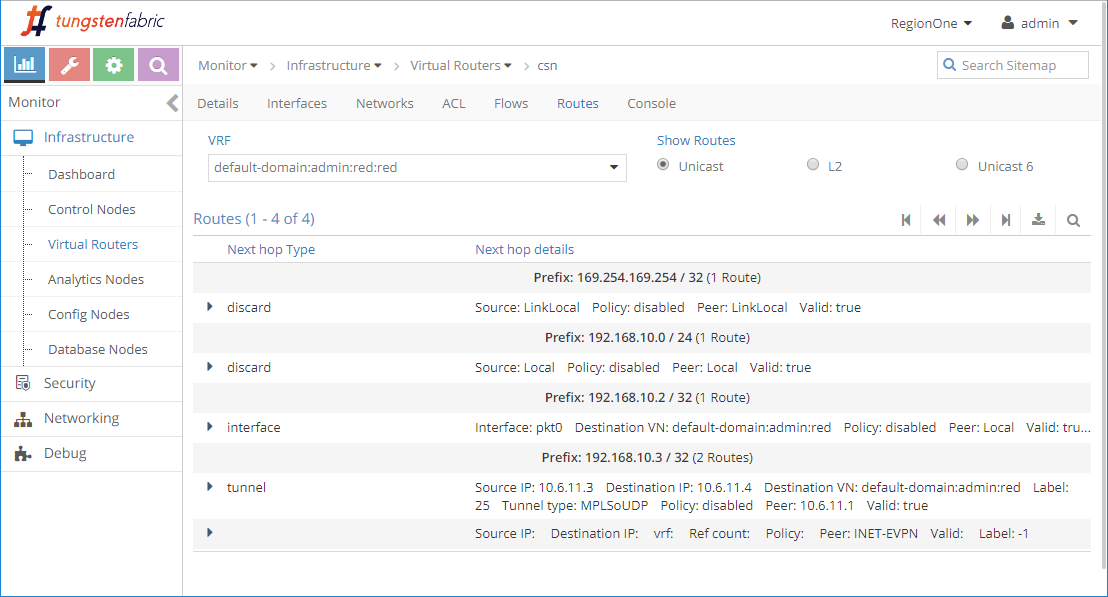 tungstenfabric
RegionOne admin
Monitor Infrastructure Virtual Routers csn Search Sitemap
Monitor
Details Interfaces Networks ACL Flows Routes Console
Infrastructure
VRF Show Routes
default-domain:admin:red:red Unicast L2 Unicast 6
Dashboard
Control Nodes
Virtual Routers
Analytics Nodes
Config Nodes
Database Nodes
Security
Networking
Debug
Routes (1 - 4 of 4)
Next hop Type Next hop details
Prefix: 169.254.169.254 / 32 (1 Route)
discard Source: LinkLocal Policy: disabled Peer: LinkLocal Valid: true
Prefix: 192.168.10.0 / 24 (1 Route)
discard Source: Local Policy: disabled Peer: Local Valid: true
Prefix: 192.168.10.2 / 32 (1 Route)
interface Interface: pkt0 Destination VN: default-domain:admin:red Policy: disabled Peer: Local Valid: tru...
Prefix: 192.168.10.3 / 32 (2 Routes)
tunnel Source IP: 10.6.11.3 Destination IP: 10.6.11.4 Destination VN: default-domain:admin:red Label:
25 Tunnel type: MPLSoUDP Policy: disabled Peer: 10.6.11.1 Valid: true
Source IP: Destination IP: vrf: Ref count: Policy: Peer: INET-EVPN Valid: Label: -1